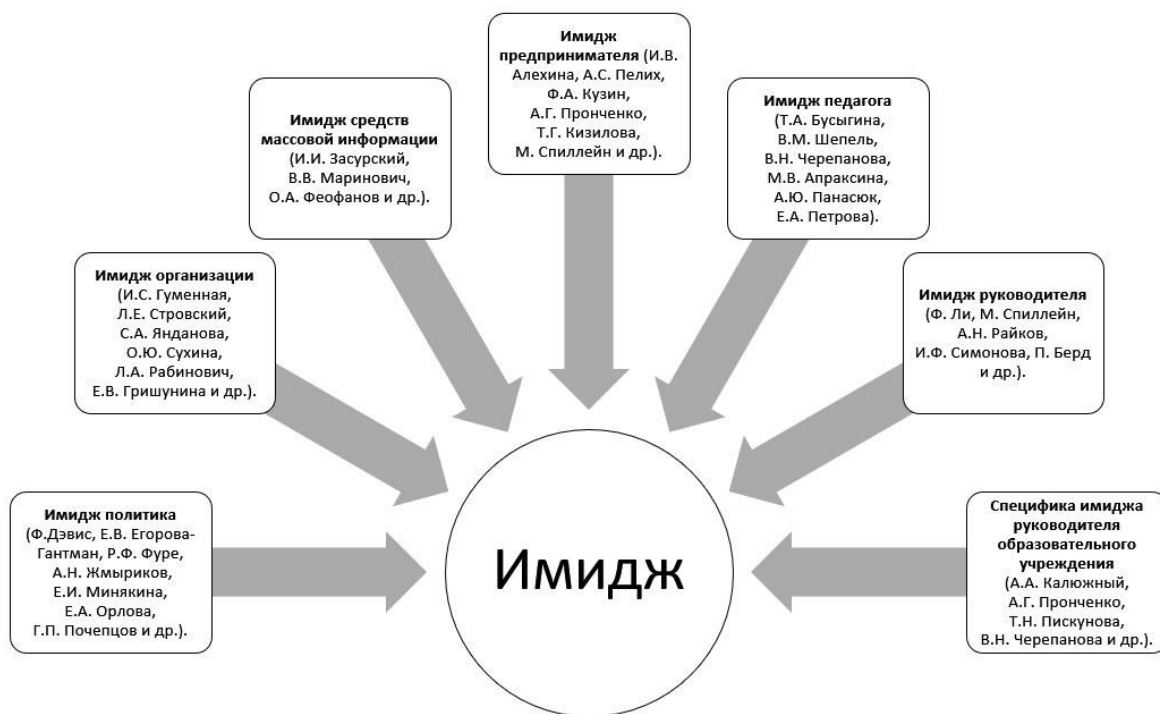 Имидж
предпринимателя (И.В.
Алехина, А.С. Пелих,
Ф.А. Кузин,
А.Г. Пронченко,
Т.Г. Кизилова,
М. Спиллейн и др.).
Имидж средств
массовой информации
(И.И. Засурский,
В.В. Маринович,
О.А. Феофанов и др.).
Имидж педагога
(Т.А. Бусыгина,
В.М. Шепель,
В.Н. Черепанова,
М.В. Апраксина,
А.Ю. Панасюк,
Е.А. Петрова).
Имидж организации
(И.С. Гуменная,
Л.Е. Стровский,
С.А. Янданова,
О.Ю. Сухина,
Л.А. Рабинович,
Е.В. Гришунина и др.).
Имидж руководителя
(Ф. Ли, М. Спиллейн,
А.Н. Райков,
И.Ф. Симонова, П. Берд
и др.).
Имидж политика
(Ф.Дэвис, Е.В. Егорова-
Гантман, Р.Ф. Фуре,
А.Н. Жмыриков,
Е.И. Минякина,
Е.А. Орлова,
Г.П. Почепцов и др.).
Имидж
Специфика имиджа
руководителя
образовательного
учреждения
(А.А. Калюжный,
А.Г. Пронченко,
Т.Н. Пискунова,
В.Н. Черепанова и др.).